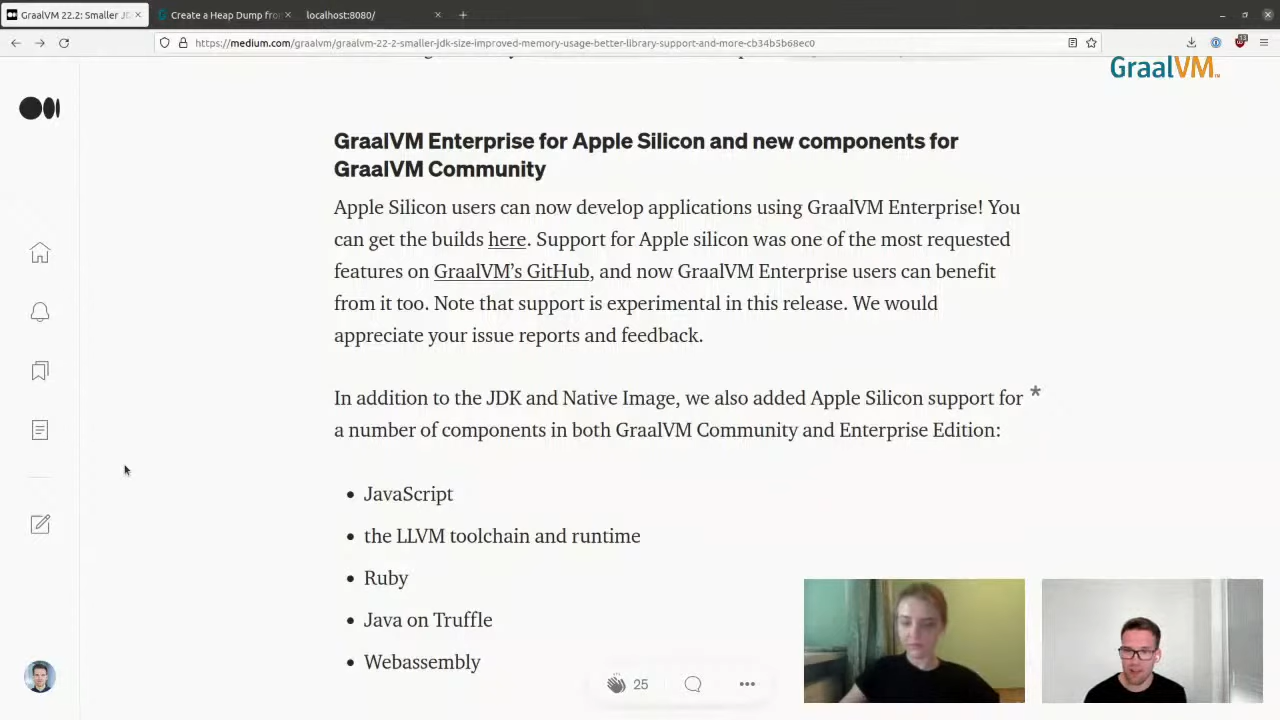 GraalVM 22.2: Smaller JD
Create a Heap Dump fro
localhost:8080/
https://medium.com/graalvm/graalvm-22-2-smaller-jdk-size-improved-memory-usage-better-library-support-and-more-cb34b5b68ec0
GraalVM
GraalVM Enterprise for Apple Silicon and new components for
GraalVM Community
Apple Silicon users can now develop applications using GraalVM Enterprise! You
can get the builds here. Support for Apple silicon was one of the most requested
features on GraalVM’s GitHub, and now GraalVM Enterprise users can benefit
from it too. Note that support is experimental in this release. We would
appreciate your issue reports and feedback.
In addition to the JDK and Native Image, we also added Apple Silicon support for *
a number of components in both GraalVM Community and Enterprise Edition:
• JavaScript
• the LLVM toolchain and runtime
• Ruby
• Java on Truffle
• Webassembly
25